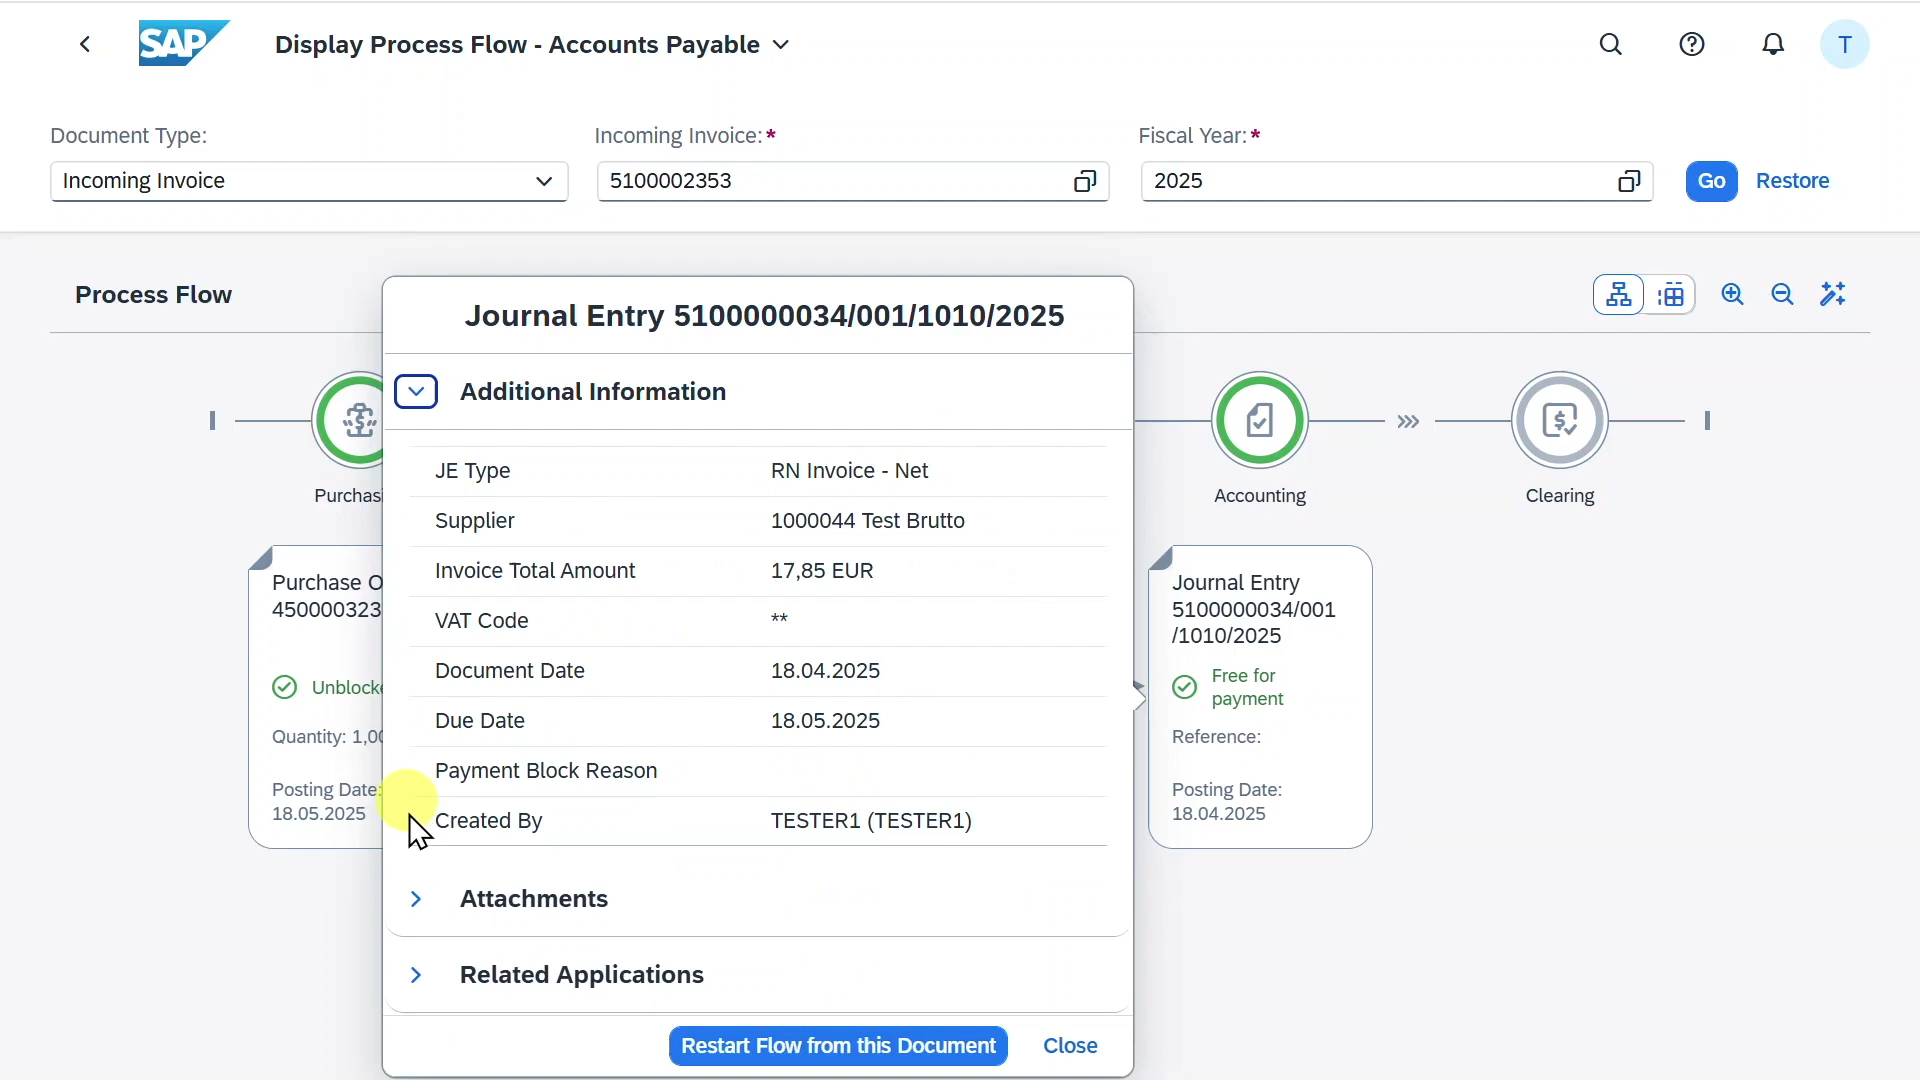 SAP
Display Process Flow - Accounts Payable
T
Document Type:
Incoming Invoice:*
Fiscal Year:*
Incoming Invoice
5100002353
2025
Go
Restore
Process Flow
Purchasi
Accounting
Clearing
Purchase O
450000323
Unblocke
Quantity: 1,00
Posting Date:
18.05.2025
Journal Entry 5100000034/001/1010/2025
Additional Information
JE Type RN Invoice - Net
Supplier 1000044 Test Brutto
Invoice Total Amount 17,85 EUR
VAT Code **
Document Date 18.04.2025
Due Date 18.05.2025
Payment Block Reason
Created By TESTER1 (TESTER1)
Attachments
Related Applications
Restart Flow from this Document
Close
Journal Entry
5100000034/001
/1010/2025
Free for
payment
Reference:
Posting Date:
18.04.2025